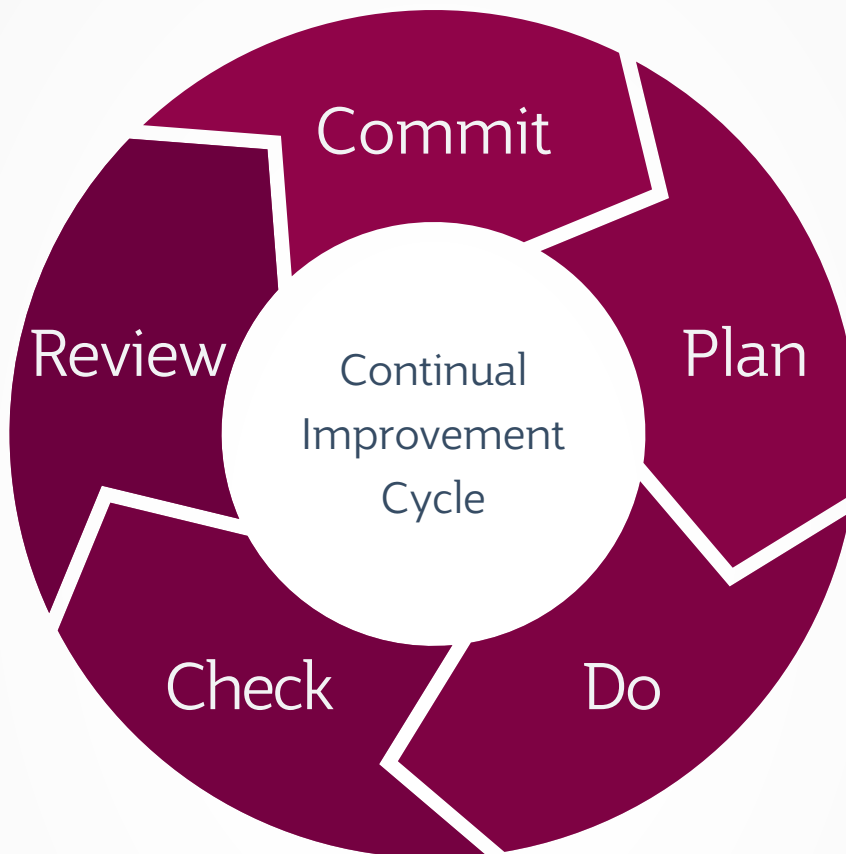 Commit
Plan
Do
Check
Review
Continual
Improvement
Cycle